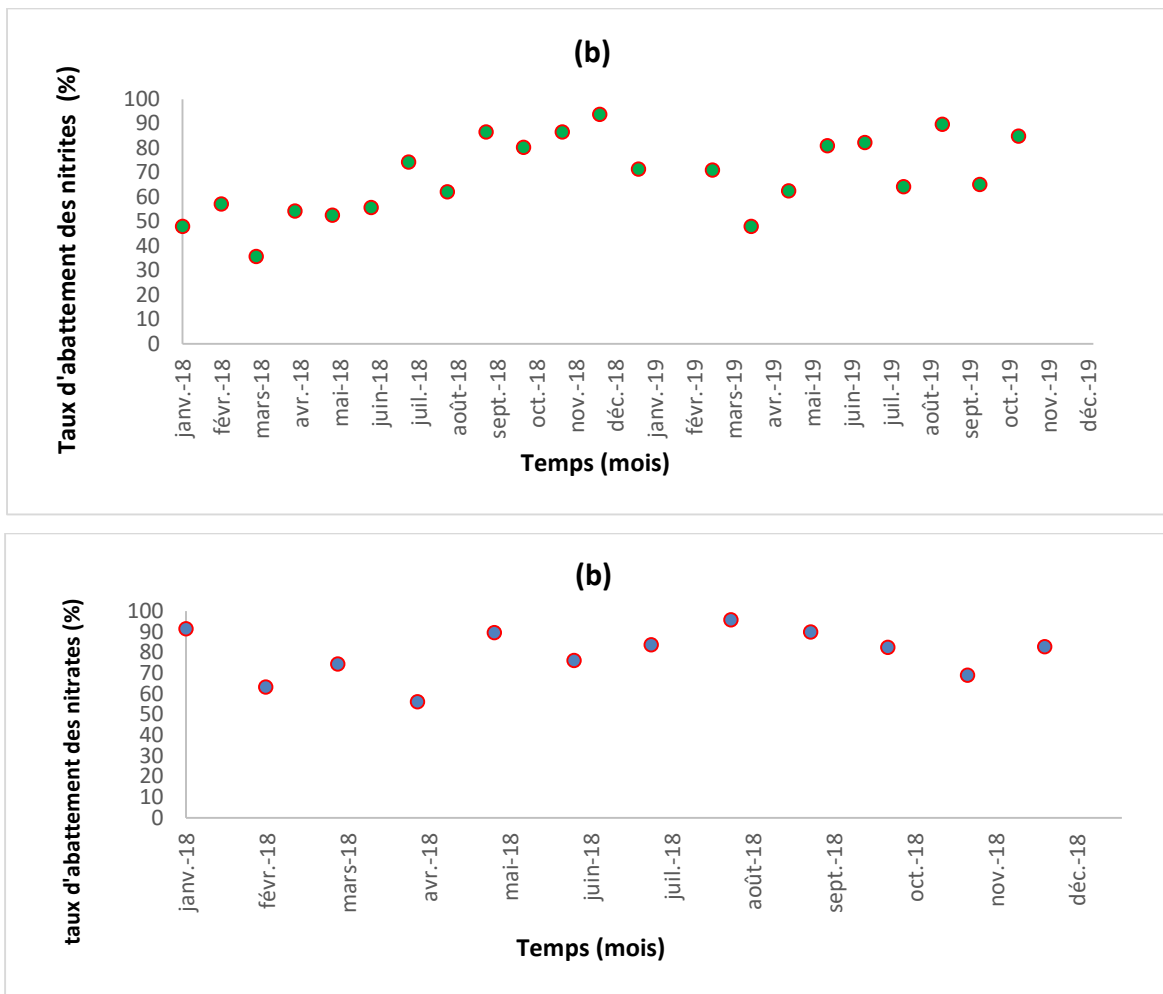 (b)
Taux d'abattement des nitrites (%)
100
90
80
70
60
50
40
30
20
10
0
janv.-18
févr.-18
mars-18
avr.-18
mai-18
juin-18
juil.-18
août-18
sept.-18
oct.-18
nov.-18
déc.-18
janv.-19
févr.-19
mars-19
avr.-19
mai-19
juin-19
juil.-19
août-19
sept.-19
oct.-19
nov.-19
déc.-19
Temps (mois)
(b)
taux d'abattement des nitrates (%)
100
90
80
70
60
50
40
30
20
10
0
janv.-18
févr.-18
mars-18
avr.-18
mai-18
juin-18
juil.-18
août-18
sept.-18
oct.-18
nov.-18
déc.-18
Temps (mois)